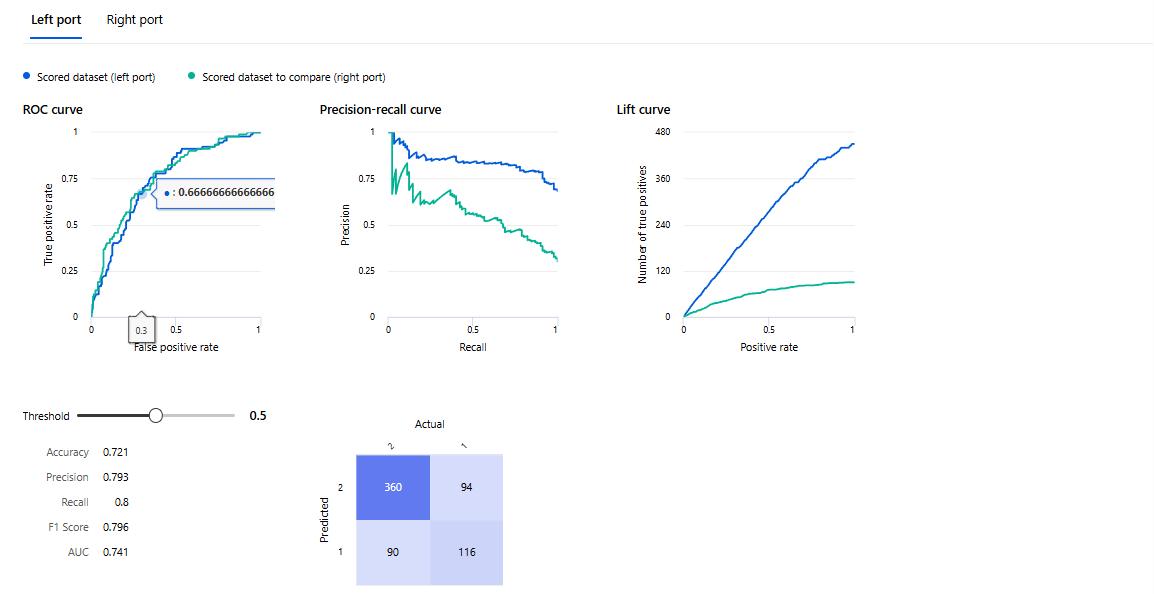 Left port Right port
Scored dataset (left port) Scored dataset to compare (right port)
ROC curve
1
0.75
0.5
0.25
0
True positive rate
: 0.66666666666666
0 0.3 0.5 1
False positive rate
Precision-recall curve
1
0.75
0.5
0.25
0
Precision
0 0.5 1
Recall
Lift curve
480
360
240
120
0
Number of true positives
0 0.5 1
Positive rate
Threshold 0.5
Accuracy 0.721
Precision 0.793
Recall 0.8
F1 Score 0.796
AUC 0.741
Actual
2 1
Predicted
2 360 94
1 90 116